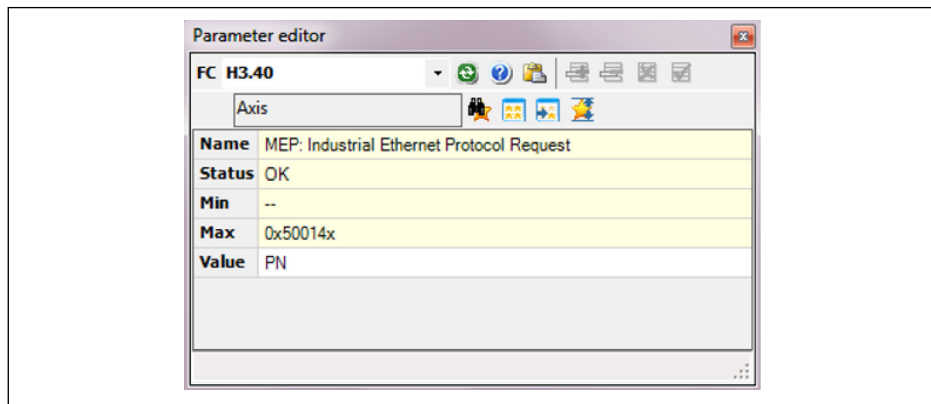 Parameter editor
FC H3.40
Axis
Name MEP: Industrial Ethernet Protocol Request
Status OK
Min --
Max 0x50014x
Value PN